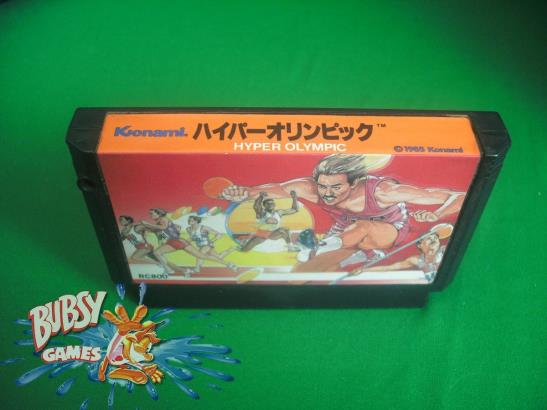 Konami. ハイパーオリンピック™
HYPER OLYMPIC
© 1985 Konami
RC800
BUBSY
GAMES